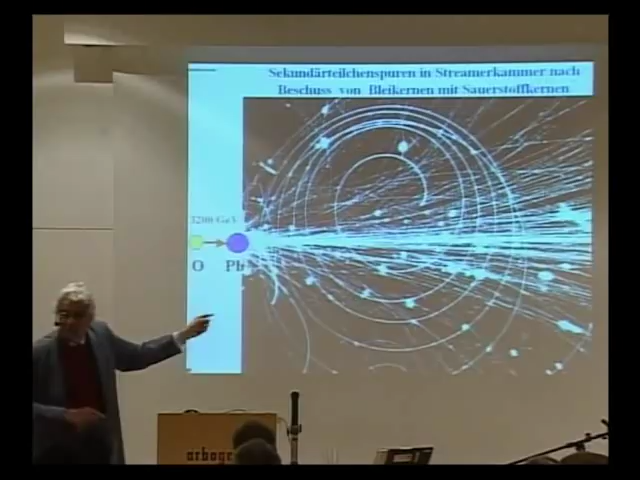 Sekundärteilchenspuren in Streamerkammer nach
Beschuss von Bleikernen mit Sauerstoffkernen
3200 GeV
O Pb
arboge